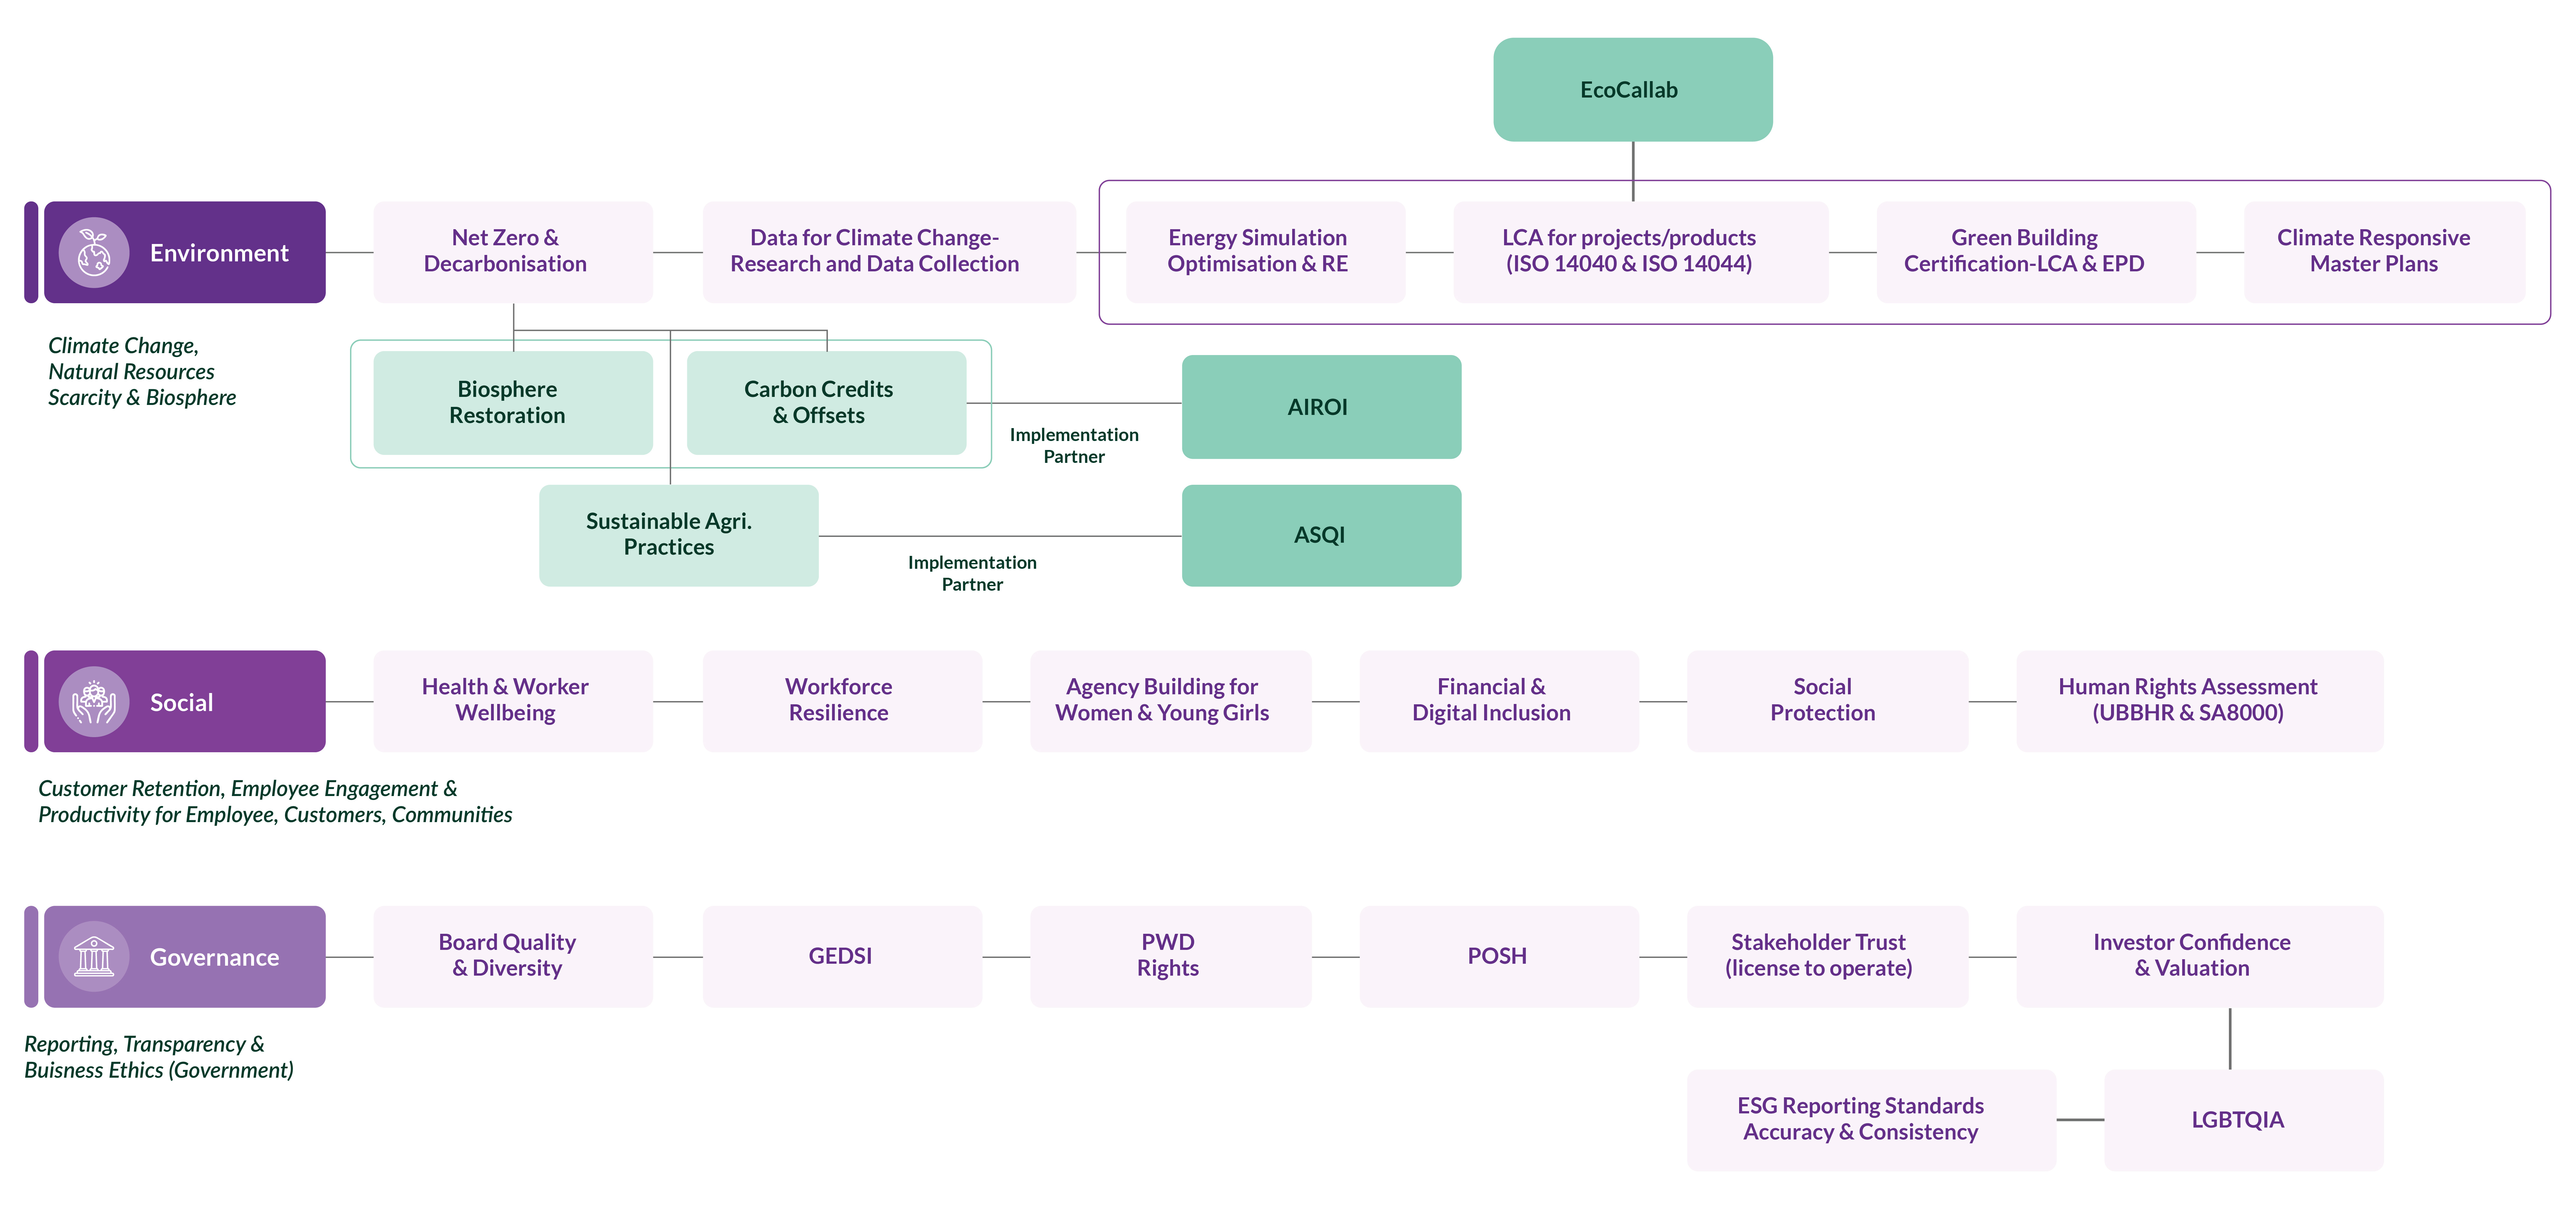 EcoCallab
Environment
Net Zero &
Decarbonisation
Data for Climate Change-
Research and Data Collection
Energy Simulation
Optimisation & RE
LCA for projects/products
(ISO 14040 & ISO 14044)
Green Building
Certification-LCA & EPD
Climate Responsive
Master Plans
Climate Change,
Natural Resources
Scarcity & Biosphere
Biosphere
Restoration
Carbon Credits
& Offsets
Implementation
Partner
AIROI
Sustainable Agri.
Practices
Implementation
Partner
ASQI
Social
Health & Worker
Wellbeing
Workforce
Resilience
Agency Building for
Women & Young Girls
Financial &
Digital Inclusion
Social
Protection
Human Rights Assessment
(UBBHR & SA8000)
Customer Retention, Employee Engagement &
Productivity for Employee, Customers, Communities
Governance
Board Quality
& Diversity
GEDSI
PWD
Rights
POSH
Stakeholder Trust
(license to operate)
Investor Confidence
& Valuation
Reporting, Transparency &
Buisness Ethics (Government)
ESG Reporting Standards
Accuracy & Consistency
LGBTQIA